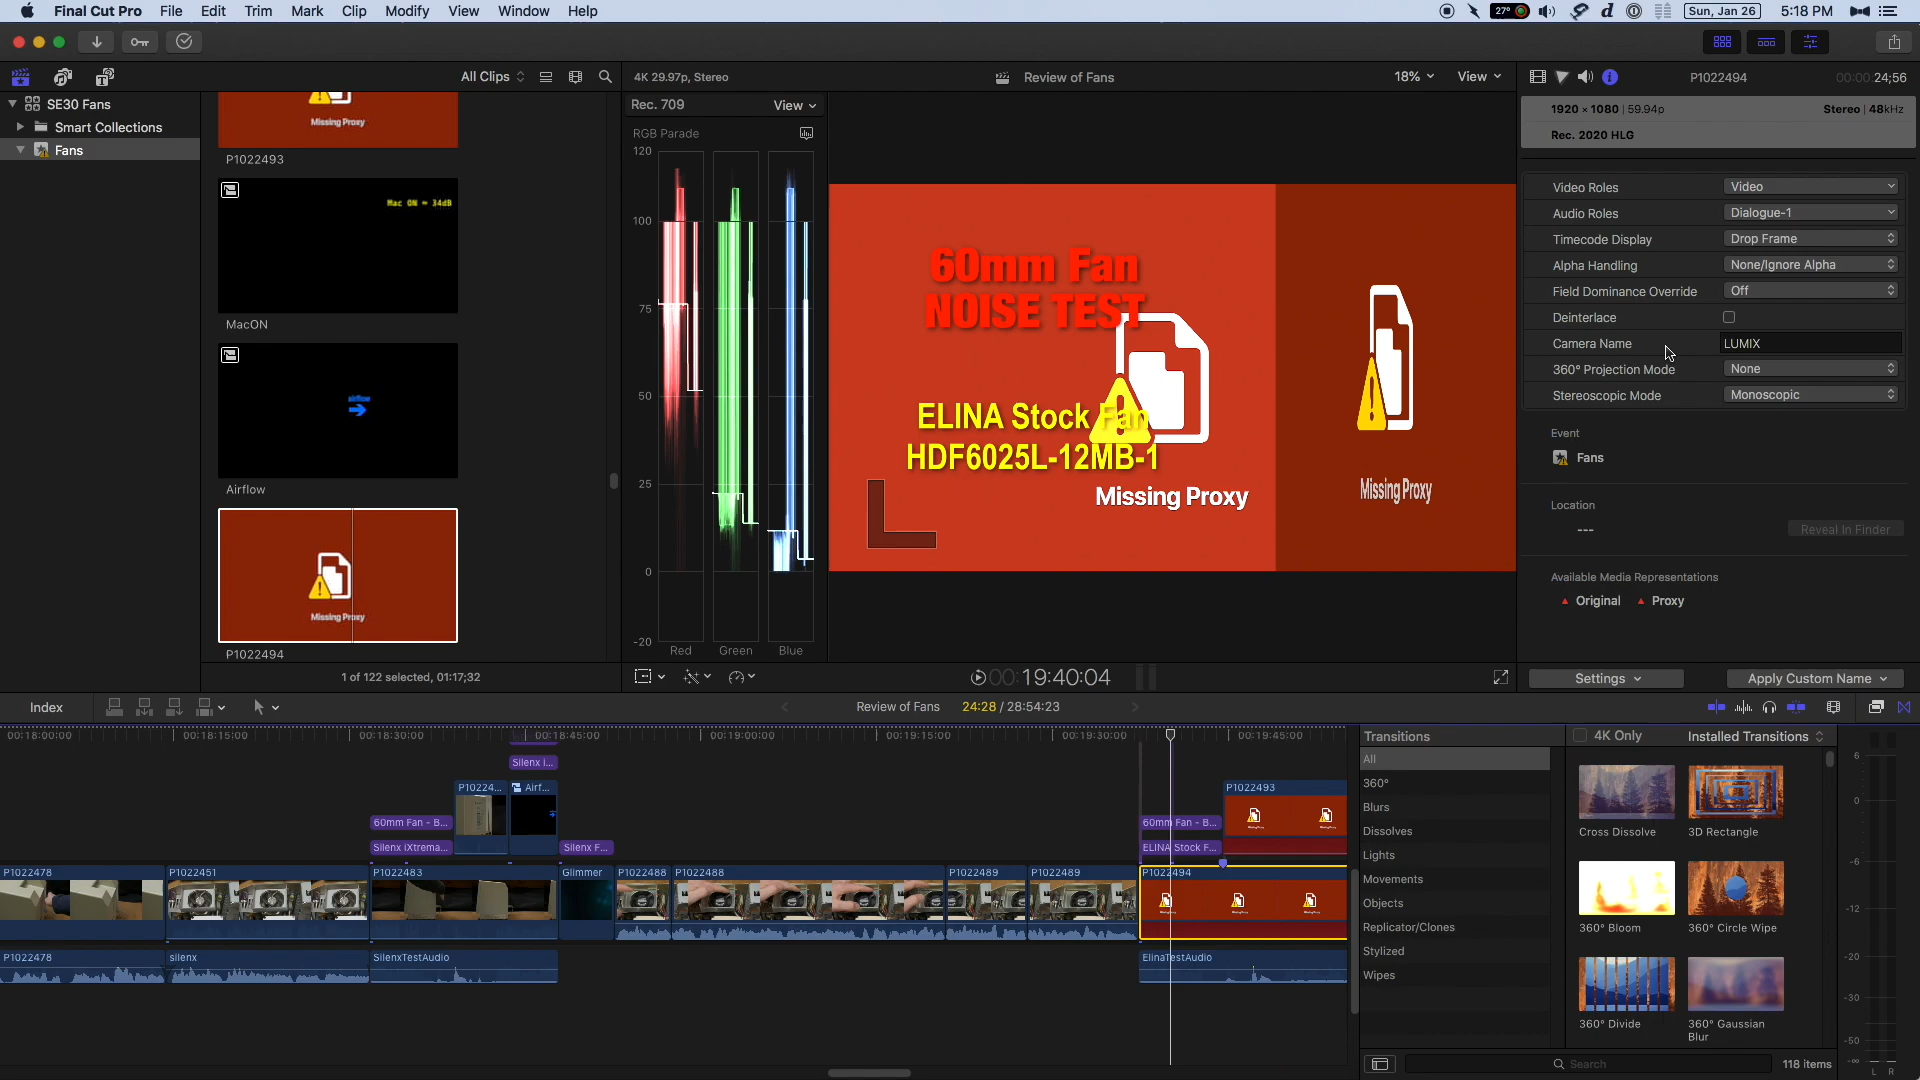 Final Cut Pro File Edit Trim Mark Clip Modify View Window Help
27° d Sun, Jan 26 5:18 PM
All Clips
4K 29.97p, Stereo Review of Fans 18% View
P1022494 00:00:24;56
SE30 Fans
Smart Collections
Fans
Missing Proxy
P1022493
Mac ON = 34dB
MacON
airflow
Airflow
Missing Proxy
P1022494
1 of 122 selected, 01:17;32
Rec. 709 View
RGB Parade
120
100
75
50
25
0
-20
Red Green Blue
60mm Fan
NOISE TEST
ELINA Stock Fan
HDF6025L-12MB-1
Missing Proxy
Missing Proxy
00:00:19:40:04
1920 × 1080 | 59.94p Stereo | 48kHz
Rec. 2020 HLG
Video Roles Video
Audio Roles Dialogue-1
Timecode Display Drop Frame
Alpha Handling None/Ignore Alpha
Field Dominance Override Off
Deinterlace
Camera Name LUMIX
360° Projection Mode None
Stereoscopic Mode Monoscopic
Event
Fans
Location
--- Reveal In Finder
Available Media Representations
Original Proxy
Settings Apply Custom Name
Index Review of Fans 24:28 / 28:54:23
00:18:00:00 00:18:15:00 00:18:30:00 00:18:45:00 00:19:00:00 00:19:15:00 00:19:30:00 00:19:45:00
Silenx i...
P10224... Airf... P1022493
60mm Fan - B... 60mm Fan - B...
Silenx iXtrema... Silenx F... ELINA Stock F...
P1022478 P1022451 P1022483 Glimmer P1022488 P1022488 P1022489 P1022489 P1022494
P1022478 silenx SilenxTestAudio ElinaTestAudio
Transitions 4K Only Installed Transitions
All
360°
Blurs
Dissolves
Lights
Movements
Objects
Replicator/Clones
Stylized
Wipes
Cross Dissolve 3D Rectangle
360° Bloom 360° Circle Wipe
360° Divide 360° Gaussian
Blur
Search 118 items
6
0
-6
-12
-20
-30
-50
-∞
L R